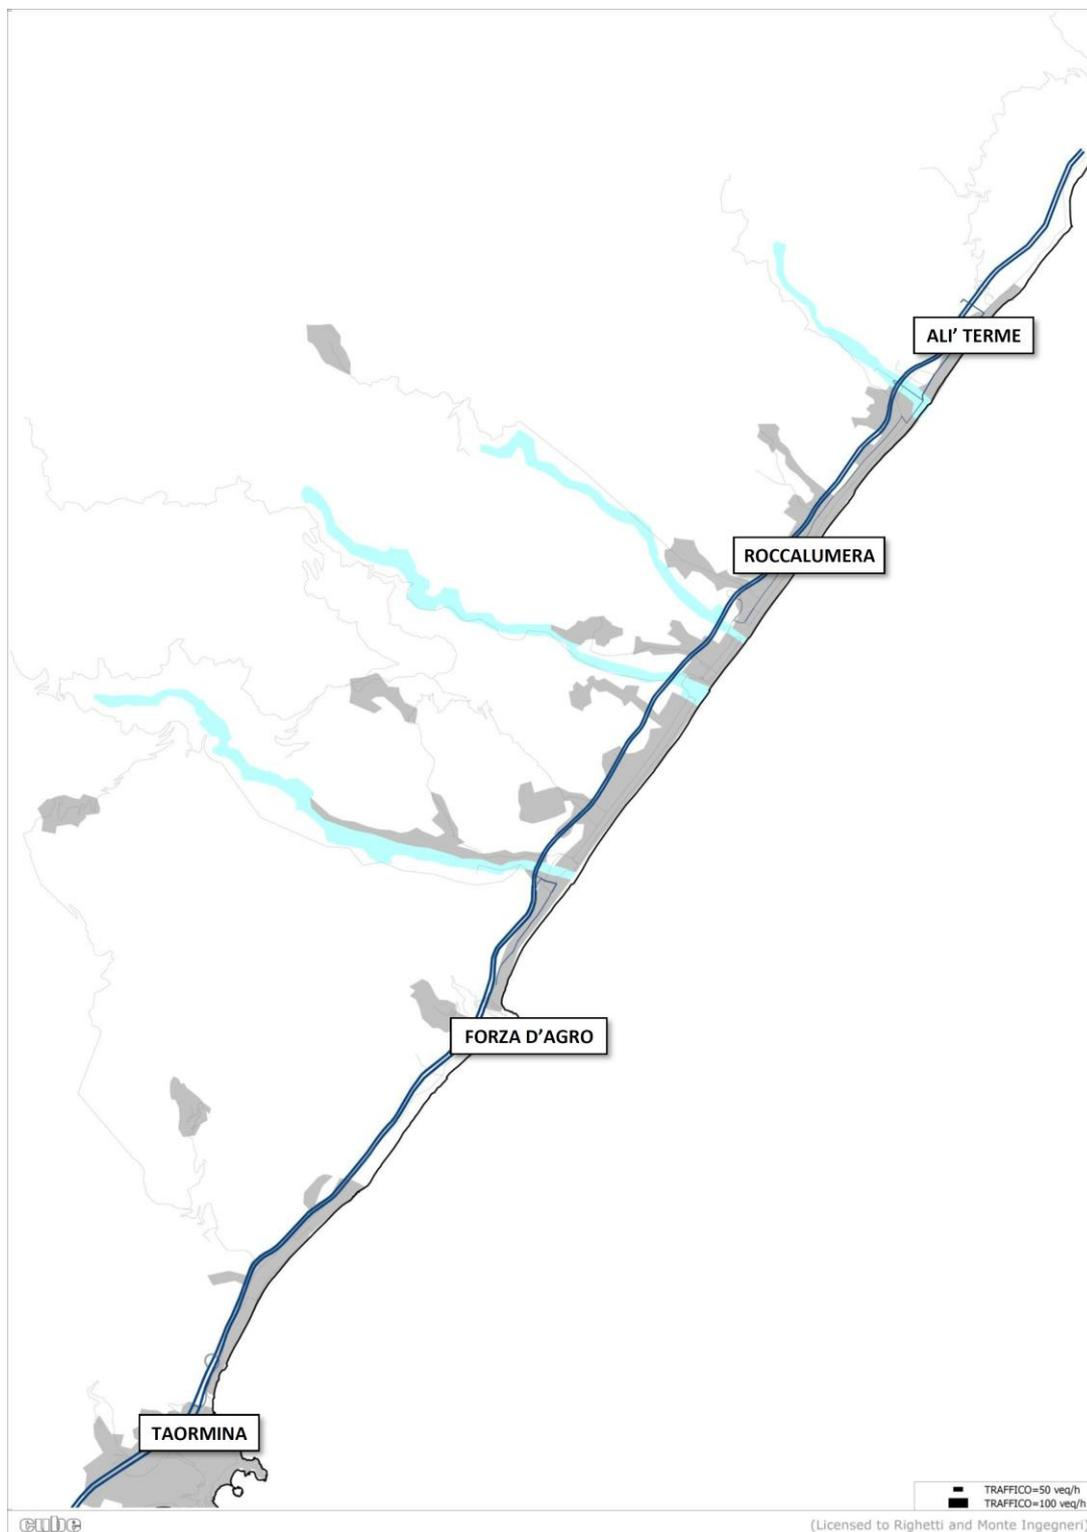 ALI' TERME
ROCCALUMERA
FORZA D'AGRO
TAORMINA
TRAFFICO=50 veq/h
TRAFFICO=100 veq/h
cube
(Licensed to Righetti and Monte Ingegneri)